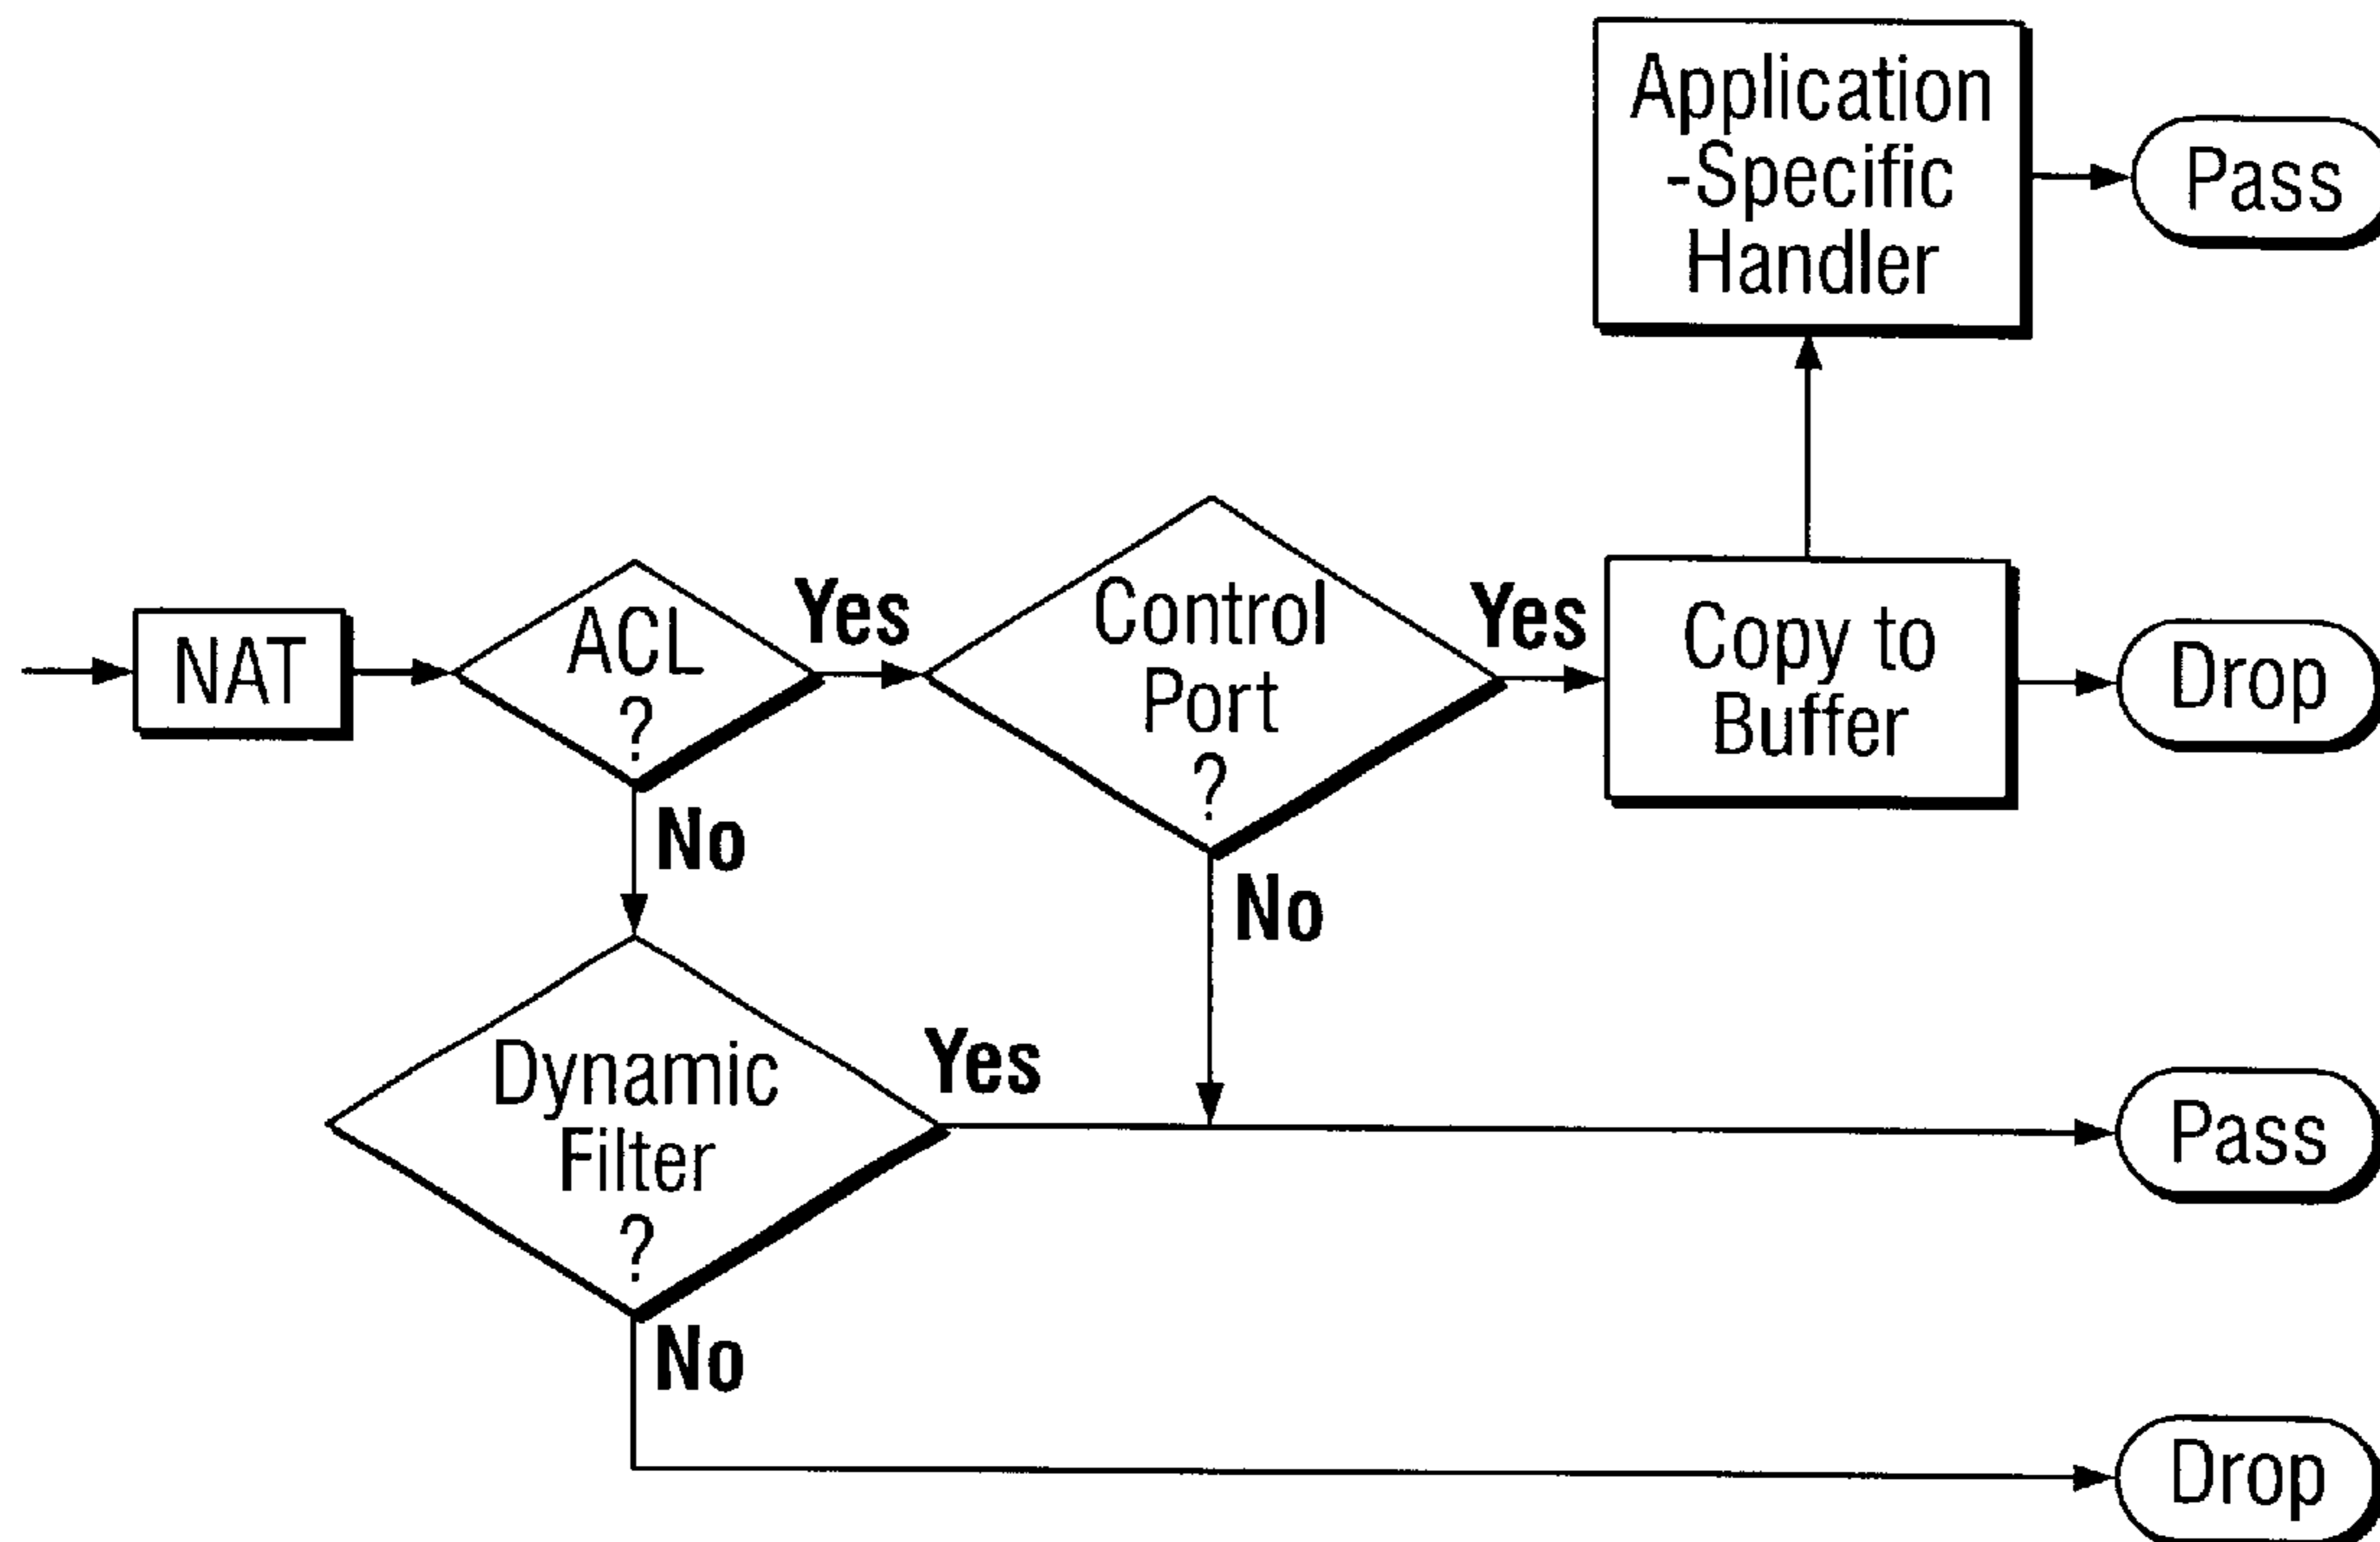 Application
-Specific
Handler
Pass
NAT
ACL
?
Yes
Control
Port
?
Yes
Copy to
Buffer
Drop
No
No
Dynamic
Filter
?
Yes
Pass
No
Drop